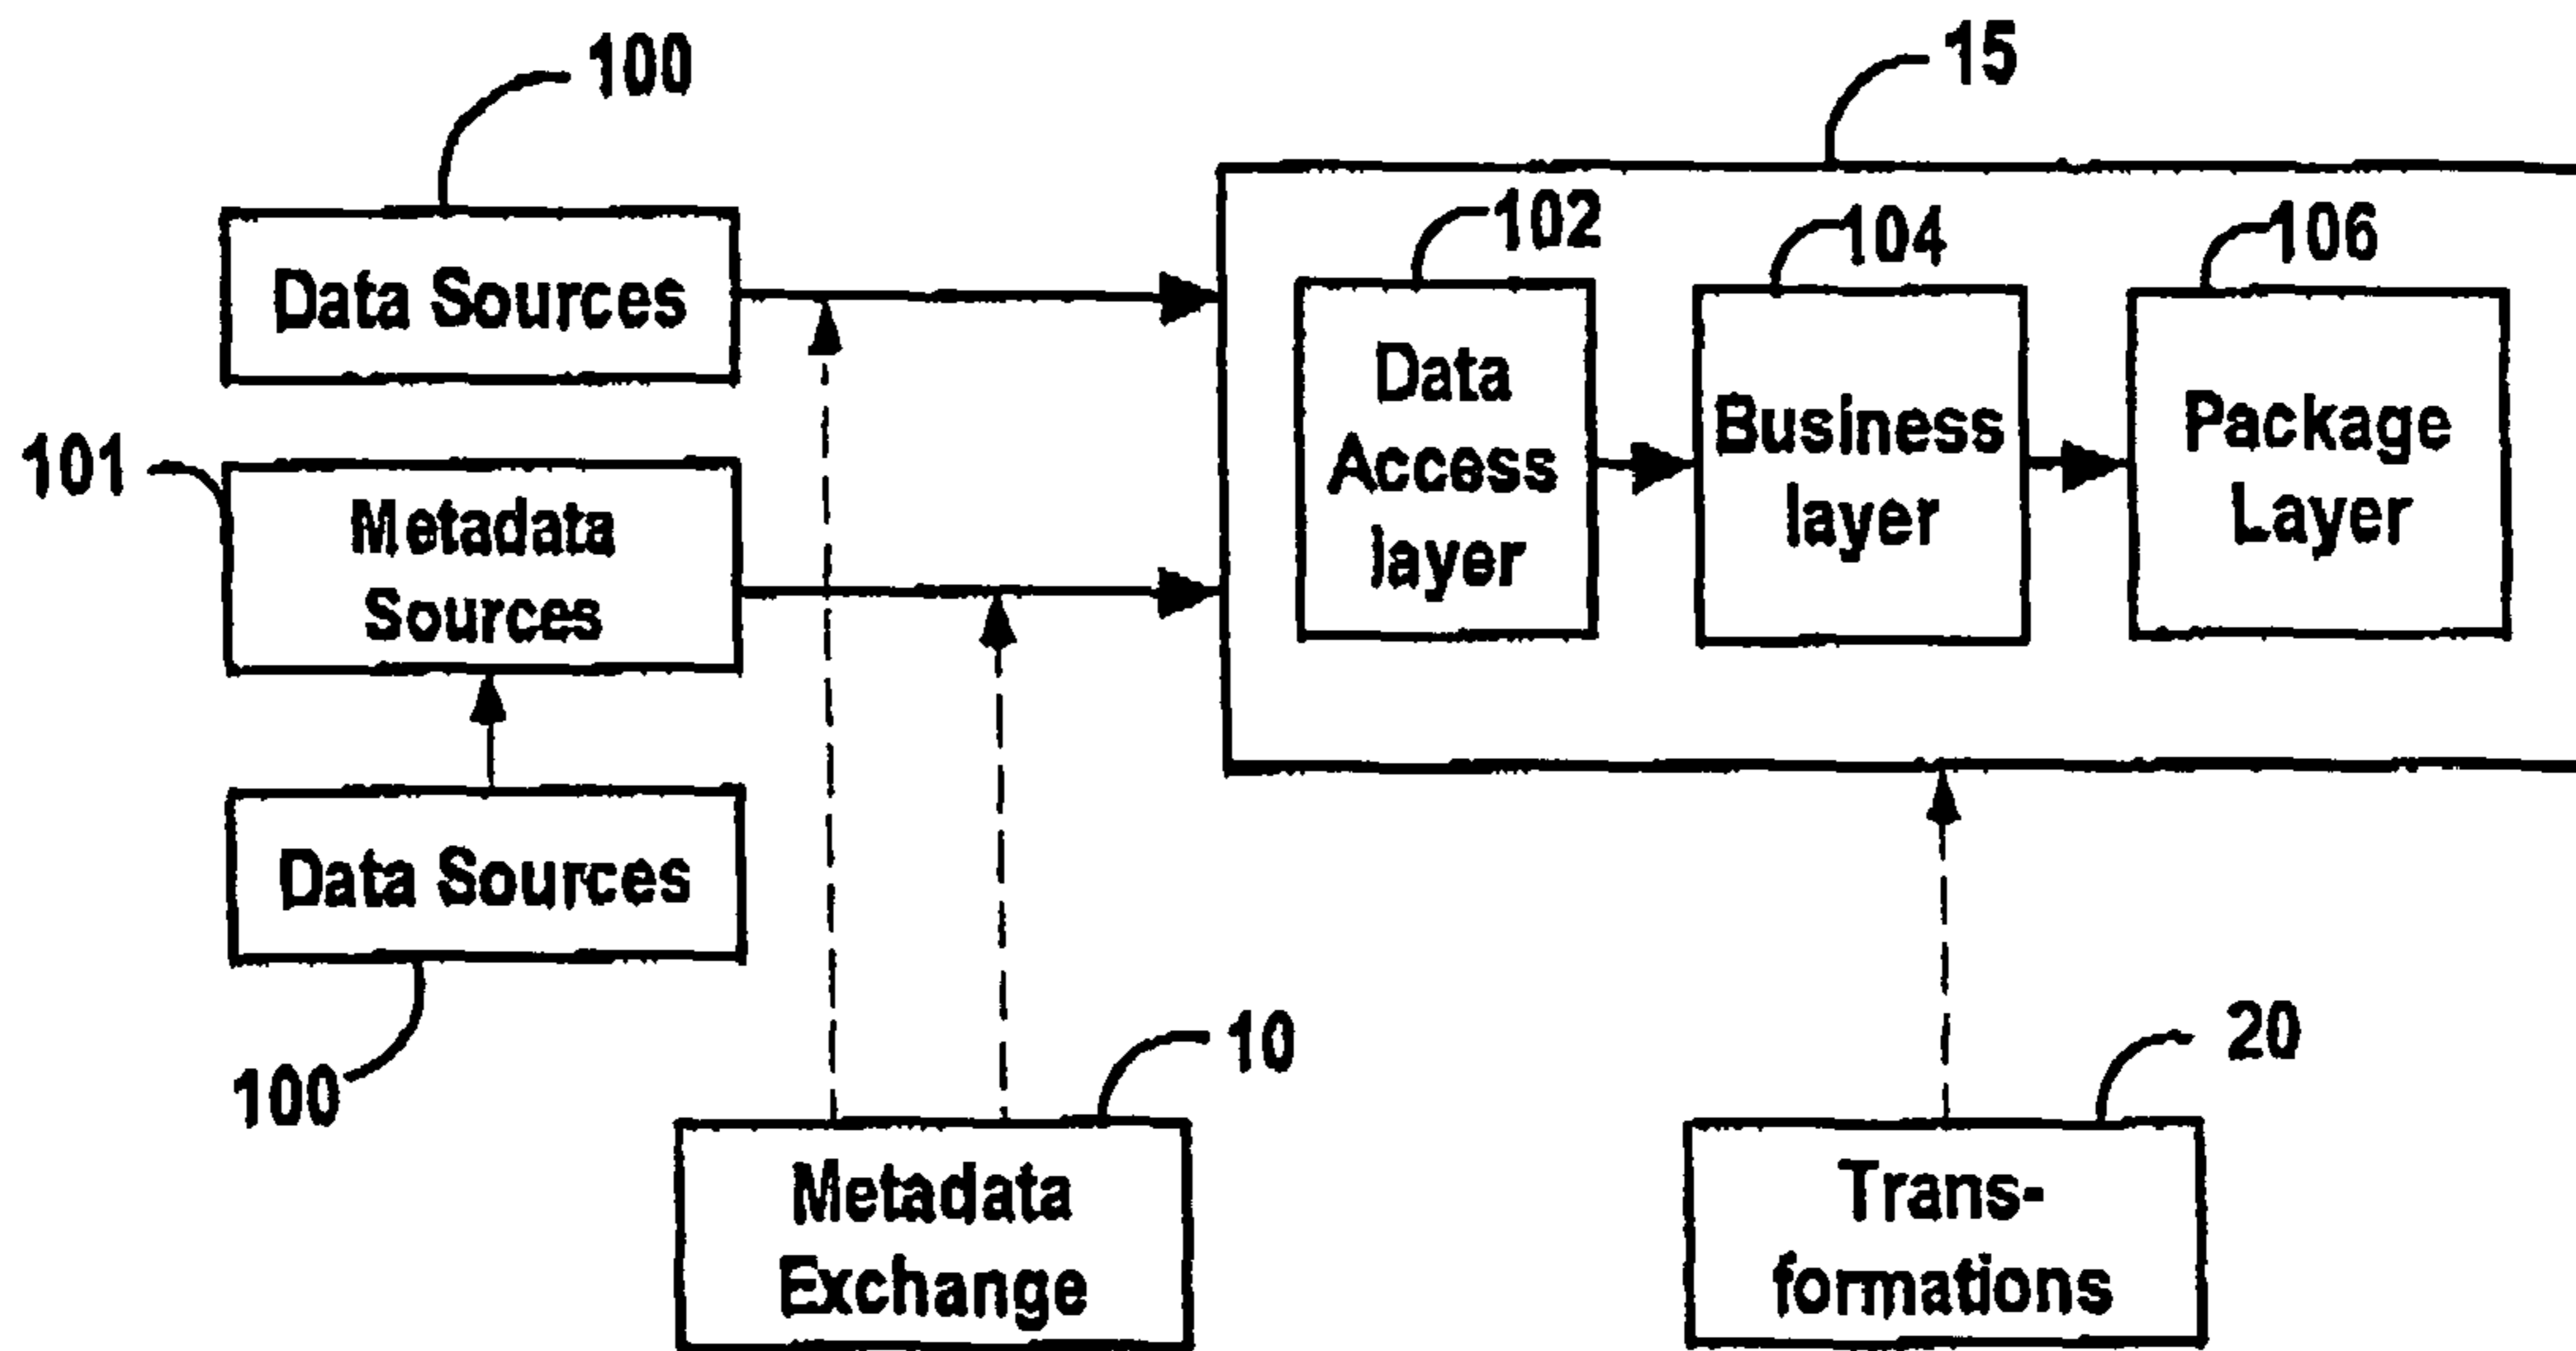 100
15
102
104
106
Data Sources
Data
Access
layer
Business
layer
Package
Layer
101
Metadata
Sources
Data Sources
100
10
20
Metadata
Exchange
Trans-
formations